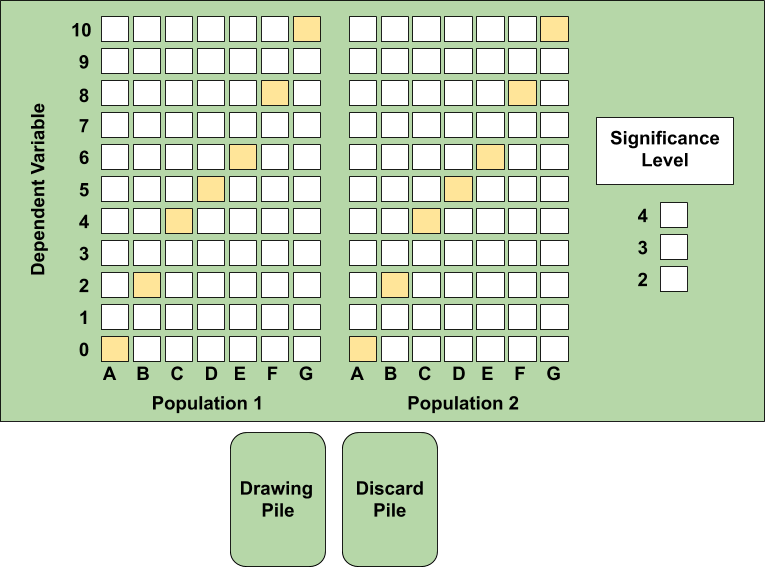 Dependent Variable
10
9
8
7
6
5
4
3
2
1
0
A B C D E F G
Population 1
A B C D E F G
Population 2
Significance
Level
4
3
2
Drawing
Pile
Discard
Pile